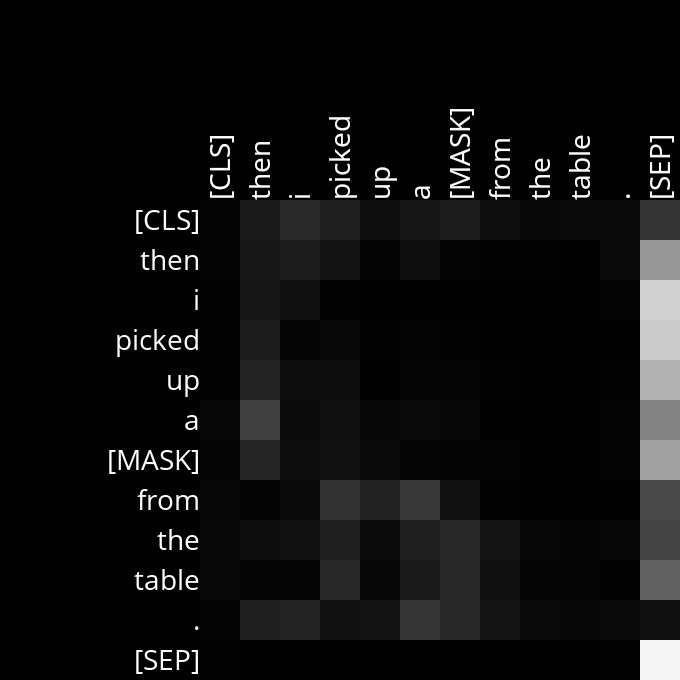 [CLS] then i picked up a [MASK] from the table . [SEP]
[CLS]
then
i
picked
up
a
[MASK]
from
the
table
.
[SEP]